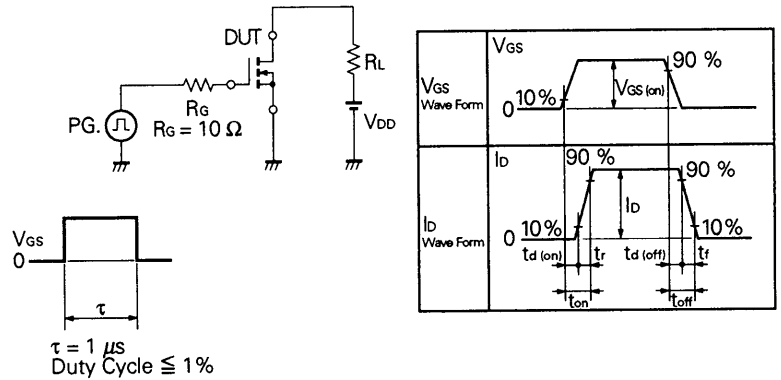 DUT
RL
RG
PG.
RG = 10 Ω
VDD
VGS
0
τ
τ = 1 μs
Duty Cycle ≦ 1%
VGS
Wave Form
VGS
90 %
VGS (on)
10%
0
ID
Wave Form
ID
90 %
90 %
ID
0
10%
10%
td (on)
tr
td (off)
tf
ton
toff